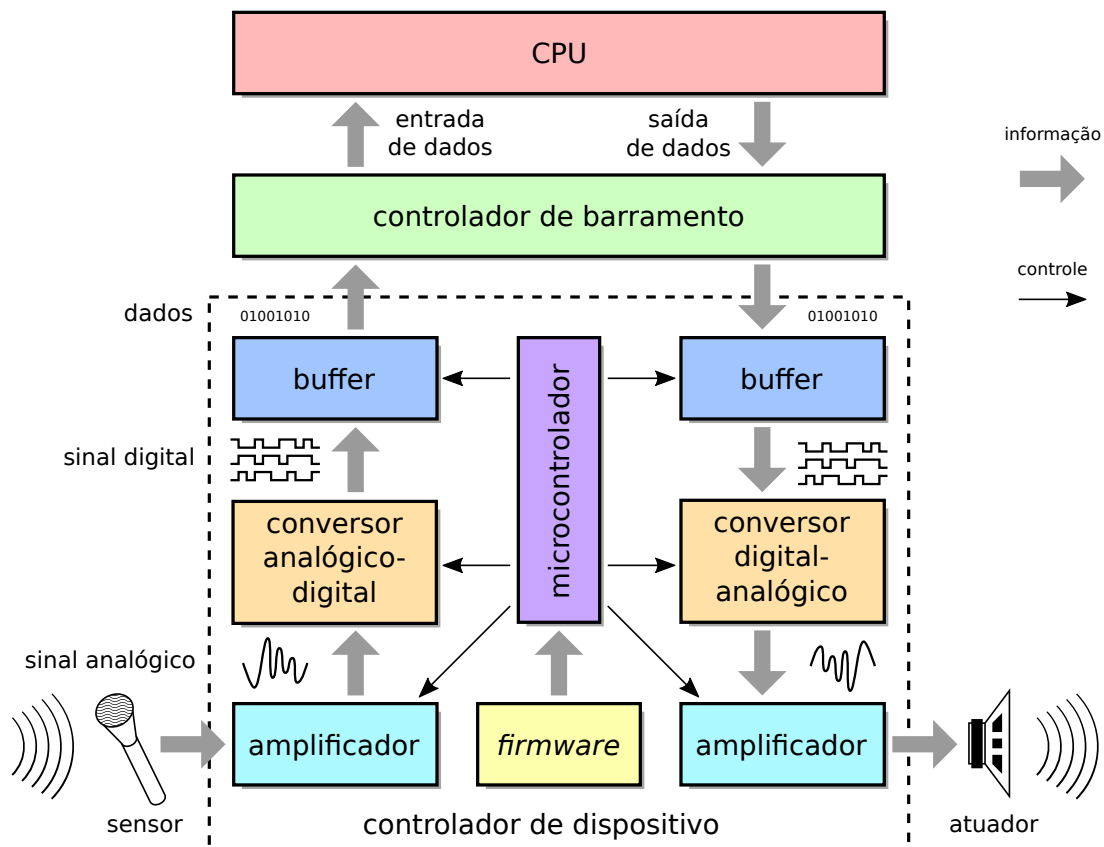 CPU
entrada
de dados
saída
de dados
informação
controlador de barramento
controle
dados
01001010
01001010
buffer
microcontrolador
buffer
sinal digital
conversor
analógico-
digital
conversor
digital-
analógico
sinal analógico
amplificador
firmware
amplificador
sensor
controlador de dispositivo
atuador